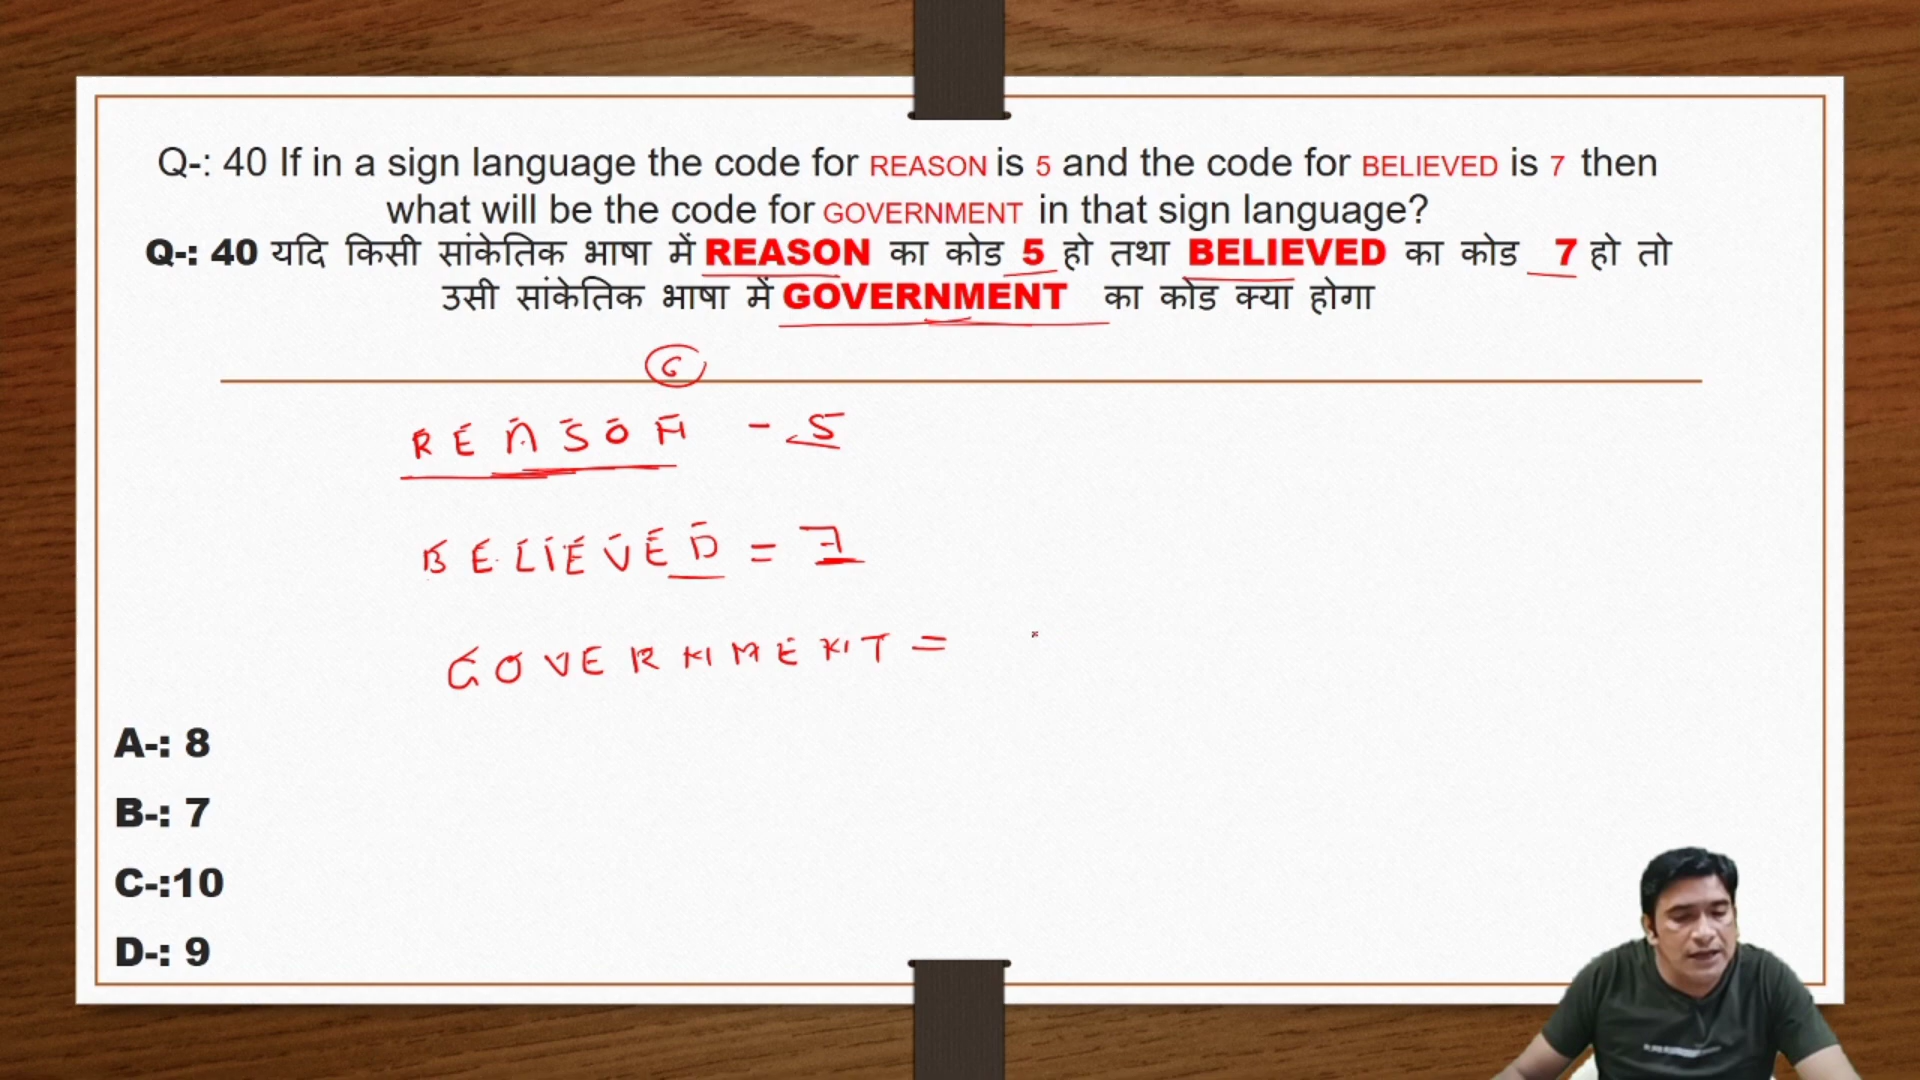 Q-: 40 If in a sign language the code for REASON is 5 and the code for BELIEVED is 7 then
what will be the code for GOVERNMENT in that sign language?
Q-: 40 यदि किसी सांकेतिक भाषा में REASON का कोड 5 हो तथा BELIEVED का कोड 7 हो तो
उसी सांकेतिक भाषा में GOVERNMENT का कोड क्या होगा
6
REASON - 5
BELIEVED = 7
GOVERNMENT =
A-: 8
B-: 7
C-:10
D-: 9